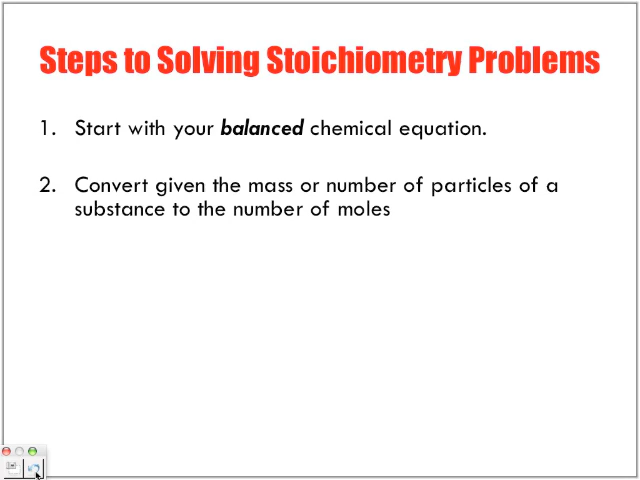 Steps to Solving Stoichiometry Problems
1. Start with your balanced chemical equation.
2. Convert given the mass or number of particles of a
substance to the number of moles